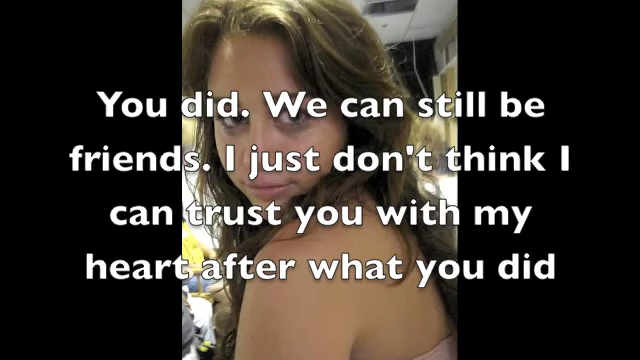 You did. We can still be
friends. I just don't think I
can trust you with my
heart after what you did